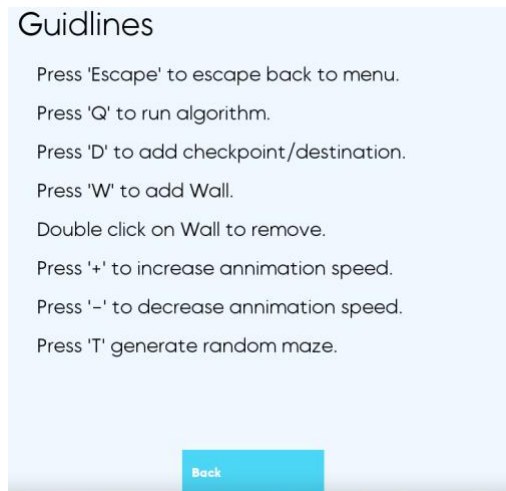 Guidlines
Press 'Escape' to escape back to menu.
Press 'Q' to run algorithm.
Press 'D' to add checkpoint/destination.
Press 'W' to add Wall.
Double click on Wall to remove.
Press '+' to increase annimation speed.
Press '-' to decrease annimation speed.
Press 'T' generate random maze.
Back